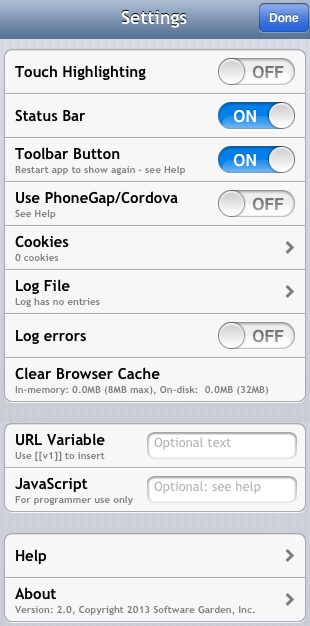 Settings
Done
Touch Highlighting
OFF
Status Bar
ON
Toolbar Button
Restart app to show again - see Help
ON
Use PhoneGap/Cordova
See Help
OFF
Cookies
0 cookies
Log File
Log has no entries
Log errors
OFF
Clear Browser Cache
In-memory: 0.0MB (8MB max), On-disk: 0.0MB (32MB)
URL Variable
Use [[v1]] to insert
Optional text
JavaScript
For programmer use only
Optional: see help
Help
About
Version: 2.0, Copyright 2013 Software Garden, Inc.